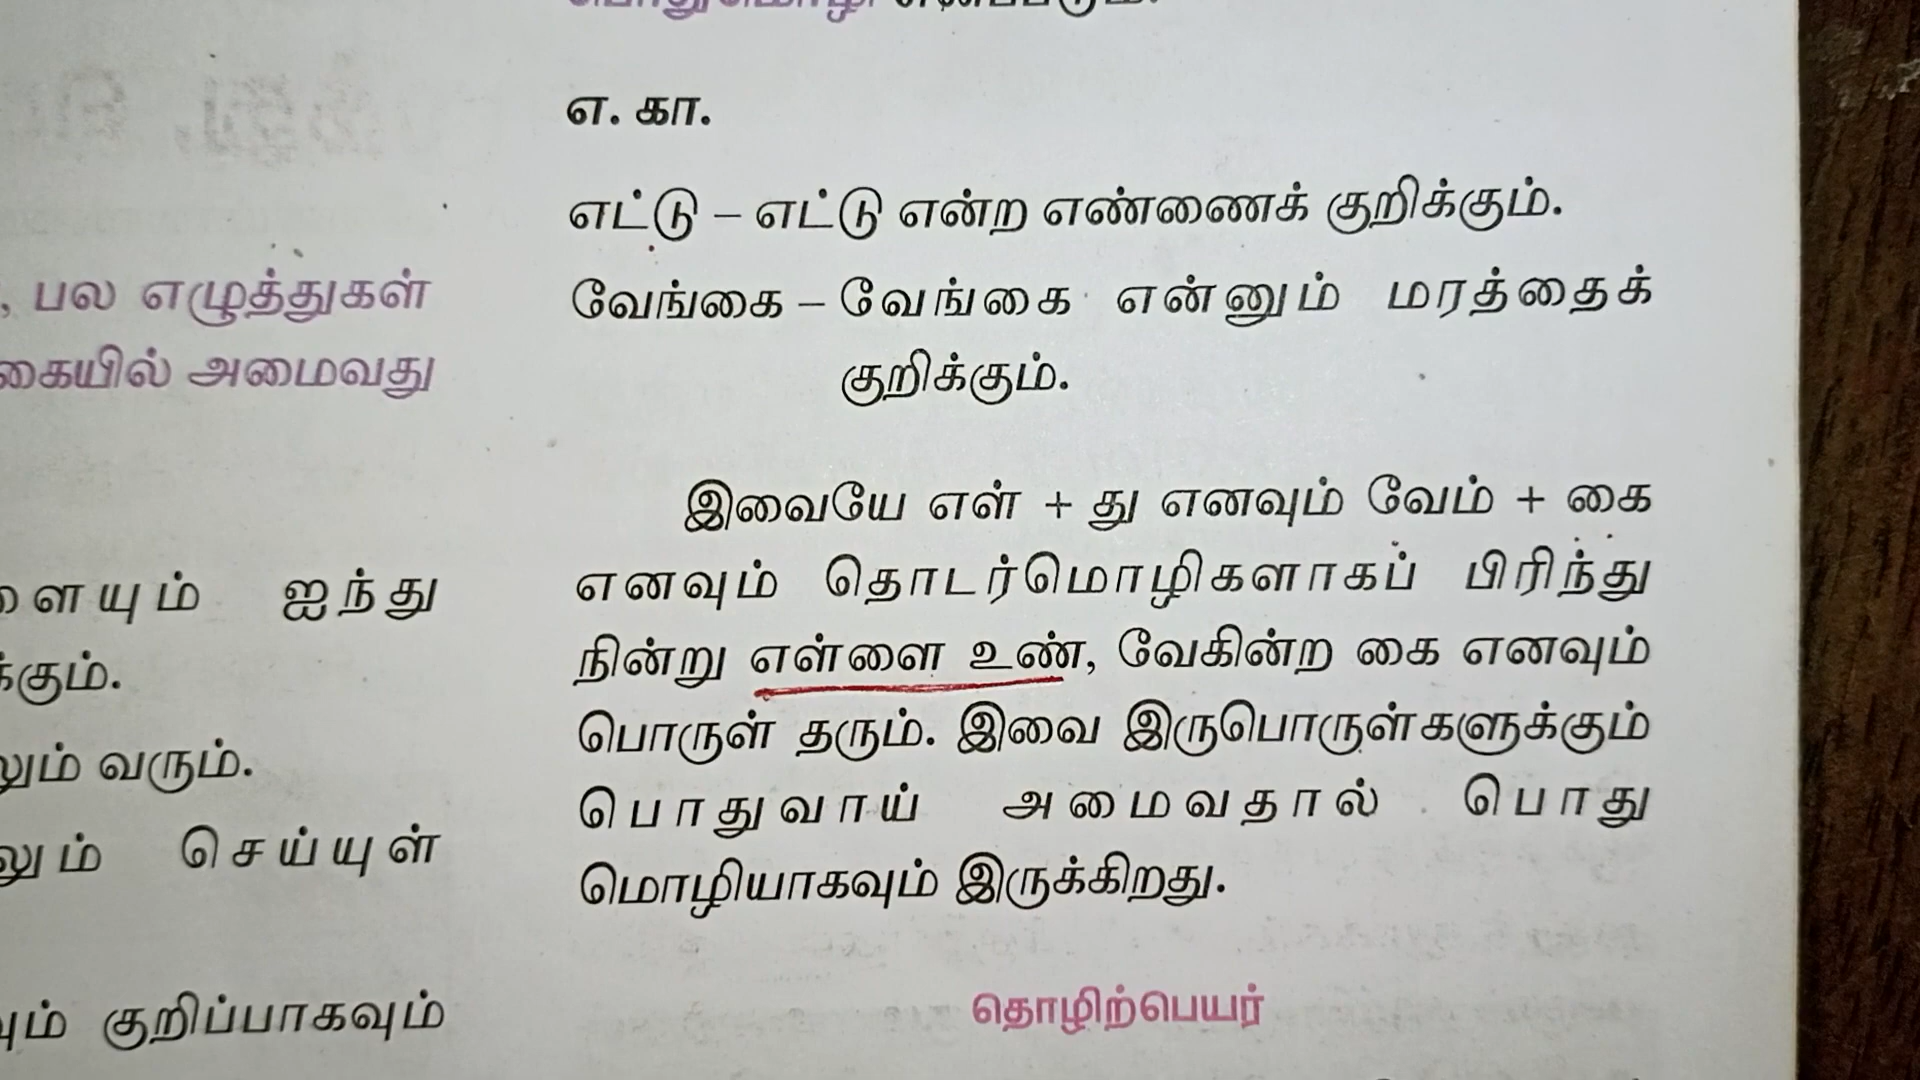 பல எழுத்துகள்
அமைவது
ஐந்து
வரும்.
செய்யுள்
குறிப்பாகவும்
எ. கா.
எட்டு – எட்டு என்ற எண்ணைக் குறிக்கும்.
வேங்கை – வேங்கை என்னும் மரத்தைக்
குறிக்கும்.
இவையே எள் + து எனவும் வேம் + கை
எனவும் தொடர்மொழிகளாகப் பிரிந்து
நின்று எள்ளை உண், வேகின்ற கை எனவும்
பொருள் தரும். இவை இருபொருள்களுக்கும்
பொதுவாய் அமைவதால் பொது
மொழியாகவும் இருக்கிறது.
தொழிற்பெயர்